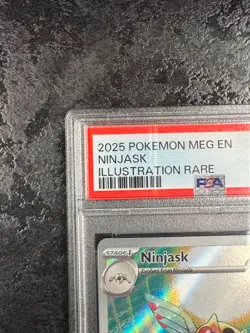 2025 POKEMON MEG EN
NINJASK
ILLUSTRATION RARE
PSA
STAGE 1
Ninjask
Evolves from Nincada